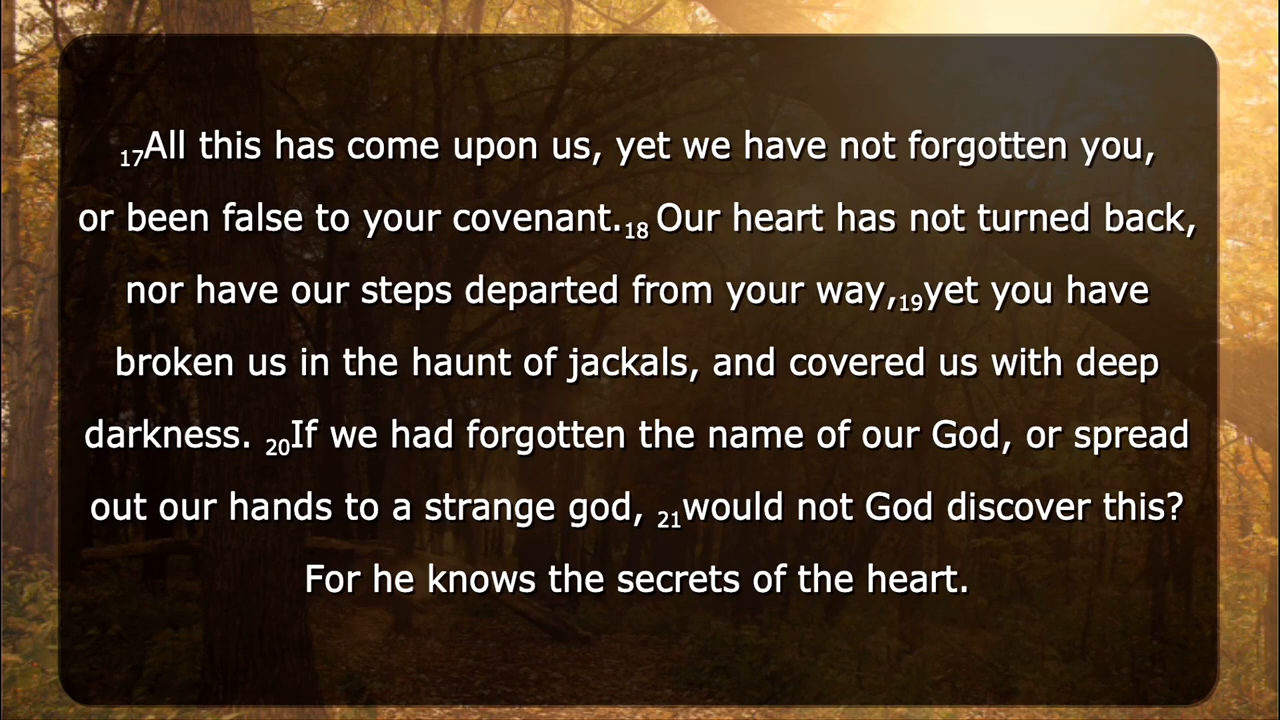 17All this has come upon us, yet we have not forgotten you,
or been false to your covenant.18 Our heart has not turned back,
nor have our steps departed from your way,19yet you have
broken us in the haunt of jackals, and covered us with deep
darkness. 20If we had forgotten the name of our God, or spread
out our hands to a strange god, 21would not God discover this?
For he knows the secrets of the heart.